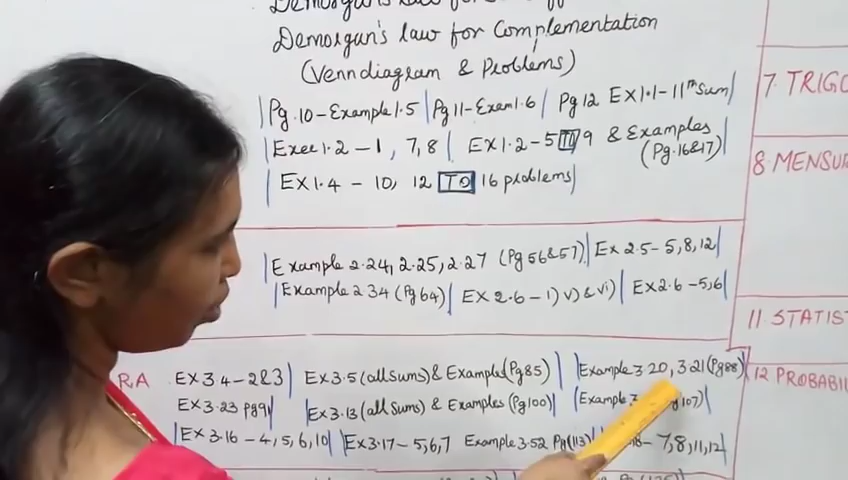 Demorgan's law for
Demorgan's law for Complementation
(Venndiagram & Problems)
Pg.10-Example 1.5 | Pg 11-Exam 1.6 | Pg 12 EX 1.1-11th Sum
Exer 1.2-1, 7,8 | EX 1.2-5 TO 9 & Examples
(Pg.16&17)
EX 1.4 - 10, 12 TO 16 problems
Example 2.24, 2.25, 2.27 (Pg 56&57) | Ex 2.5-5,8,12
Example 2.34 (Pg 64) | EX 2.6-1) v) & vi) | EX 2.6-5,6
RA EX 3.4-2&3 | EX 3.5 (all Sums) & Example (Pg 85) | Example 3.20, 3.21 (Pg 88)
EX 3.23 pg 91 | EX 3.13 (all Sums) & Examples (Pg 100) | (Example 107)
EX 3.16-4,5,6,10 | EX 3.17-5,6,7 Example 3.52 Pg (113) | 7,8,11,12
7. TRIGO
8. MENSU
11. STATIS
12 PROBABI